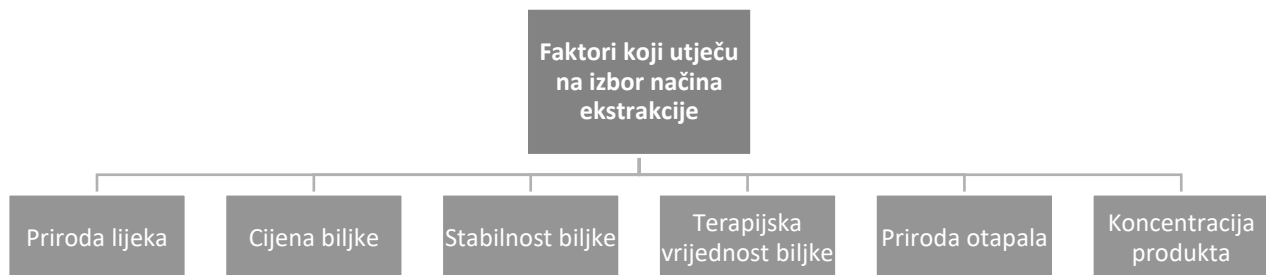 Faktori koji utječu
na izbor načina
ekstrakcije
Priroda lijeka
Cijena biljke
Stabilnost biljke
Terapijska
vrijednost biljke
Priroda otapala
Koncentracija
produkta